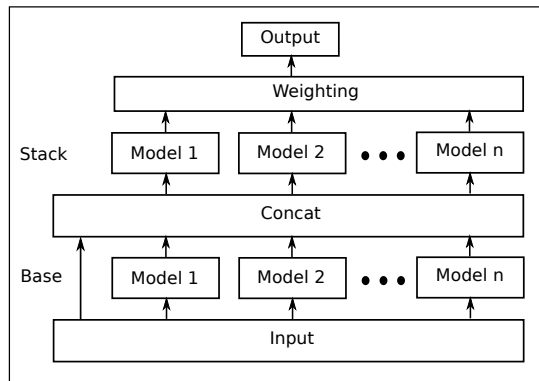 Output
Weighting
Stack
Model 1
Model 2
Model n
Concat
Base
Model 1
Model 2
Model n
Input